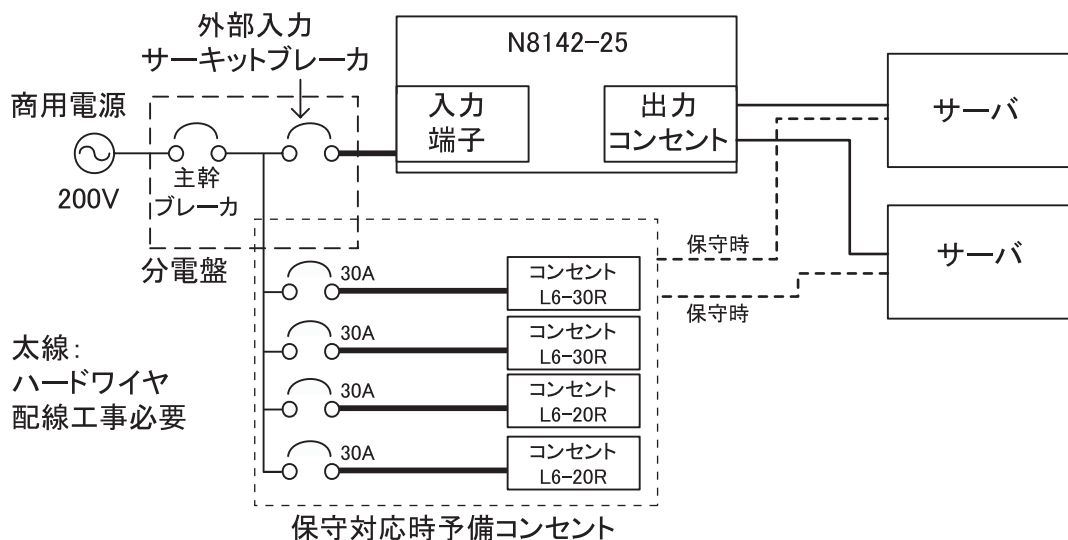 外部入力
サーキットブレーカ
N8142-25
商用電源
入力
端子
出力
コンセント
サーバ
主幹
ブレーカ
200V
分電盤
保守時
サーバ
30A
コンセント
L6-30R
保守時
30A
コンセント
L6-30R
太線:
ハードワイヤ
配線工事必要
30A
コンセント
L6-20R
30A
コンセント
L6-20R
保守対応時予備コンセント